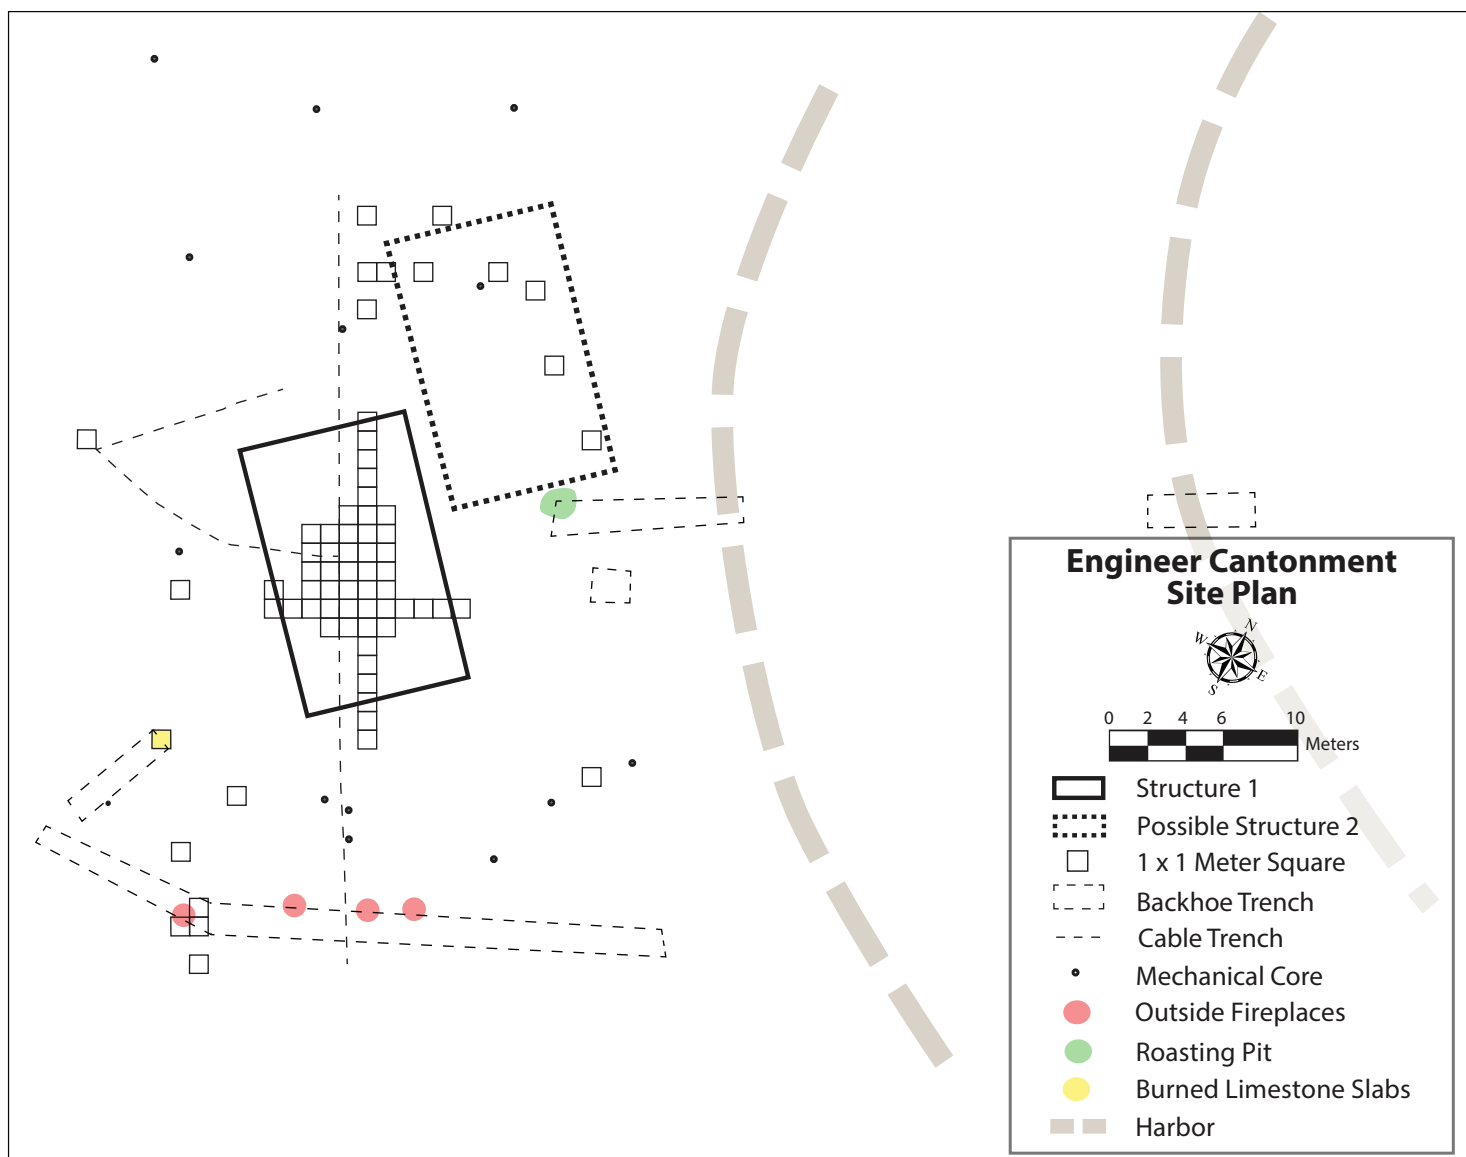 Engineer Cantonment
Site Plan
N
W
E
S
0 2 4 6 10
Meters
Structure 1
Possible Structure 2
1 x 1 Meter Square
Backhoe Trench
Cable Trench
Mechanical Core
Outside Fireplaces
Roasting Pit
Burned Limestone Slabs
Harbor